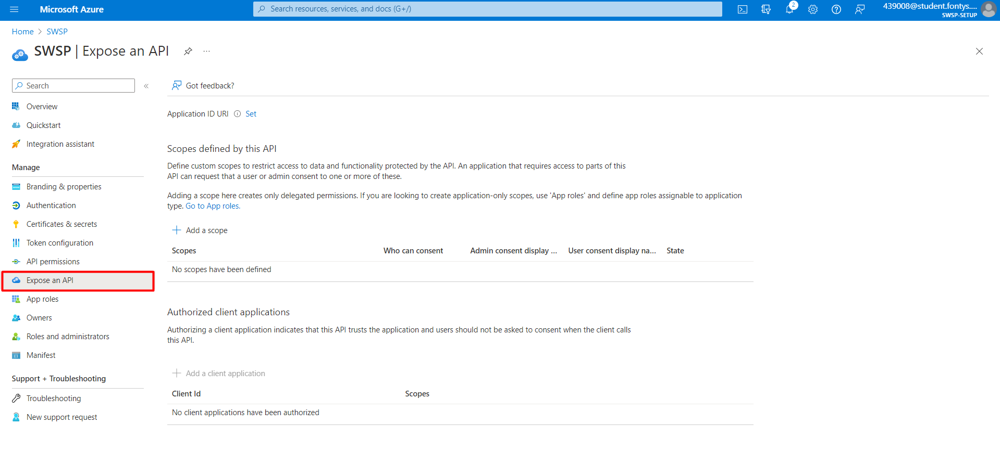 Microsoft Azure
Search resources, services, and docs (G+/)
2
439008@student.fontys....
SWSP-SETUP
Home > SWSP
SWSP | Expose an API
...
Search
«
Got feedback?
Overview
Quickstart
Integration assistant
Manage
Branding & properties
Authentication
Certificates & secrets
Token configuration
API permissions
Expose an API
App roles
Owners
Roles and administrators
Manifest
Support + Troubleshooting
Troubleshooting
New support request
Application ID URI Set
Scopes defined by this API
Define custom scopes to restrict access to data and functionality protected by the API. An application that requires access to parts of this
API can request that a user or admin consent to one or more of these.
Adding a scope here creates only delegated permissions. If you are looking to create application-only scopes, use 'App roles' and define app roles assignable to application
type. Go to App roles.
+ Add a scope
Scopes Who can consent Admin consent display ... User consent display na... State
No scopes have been defined
Authorized client applications
Authorizing a client application indicates that this API trusts the application and users should not be asked to consent when the client calls
this API.
+ Add a client application
Client Id Scopes
No client applications have been authorized